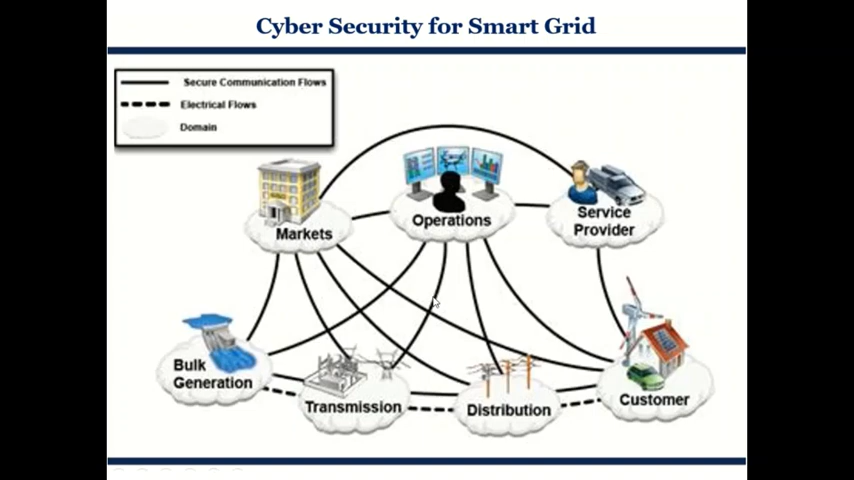 Cyber Security for Smart Grid
Secure Communication Flows
Electrical Flows
Domain
Markets
Operations
Service
Provider
Bulk
Generation
Transmission
Distribution
Customer